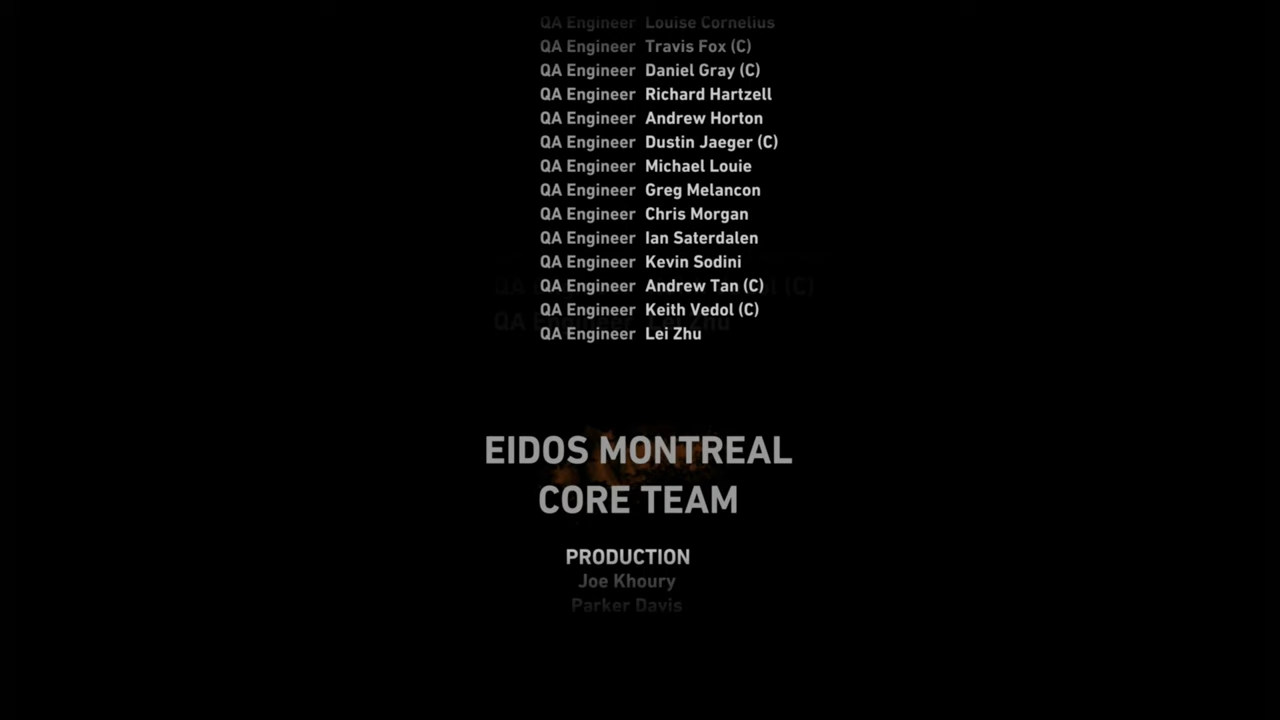 QA Engineer Louise Cornelius
QA Engineer Travis Fox (C)
QA Engineer Daniel Gray (C)
QA Engineer Richard Hartzell
QA Engineer Andrew Horton
QA Engineer Dustin Jaeger (C)
QA Engineer Michael Louie
QA Engineer Greg Melancon
QA Engineer Chris Morgan
QA Engineer Ian Saterdalen
QA Engineer Kevin Sodini
QA Engineer Andrew Tan (C)
QA Engineer Keith Vedol (C)
QA Engineer Lei Zhu
EIDOS MONTREAL
CORE TEAM
PRODUCTION
Joe Khoury
Parker Davis